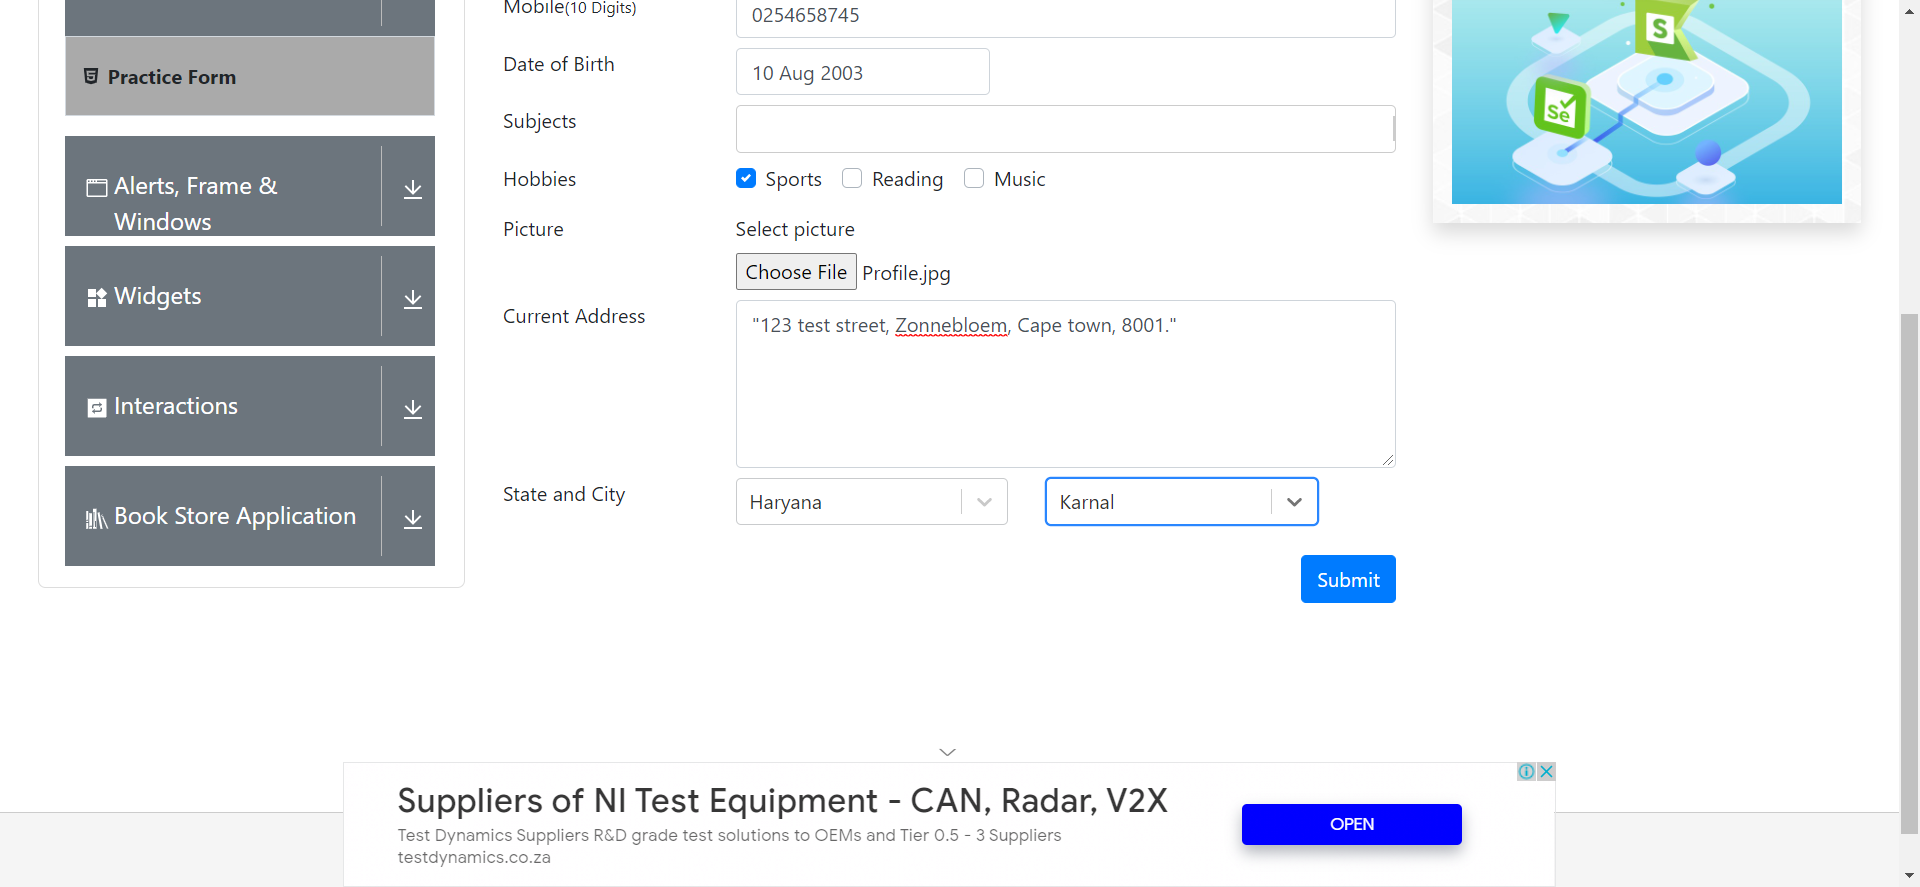 Mobile(10 Digits)
0254658745
Practice Form
Date of Birth
10 Aug 2003
Subjects
Alerts, Frame &
Windows
Hobbies
Sports
Reading
Music
Picture
Select picture
Choose File Profile.jpg
Widgets
Current Address
"123 test street, Zonnebloem, Cape town, 8001."
Interactions
State and City
Haryana
Karnal
Book Store Application
Submit
S
Se
Suppliers of NI Test Equipment - CAN, Radar, V2X
Test Dynamics Suppliers R&D grade test solutions to OEMs and Tier 0.5 - 3 Suppliers
testdynamics.co.za
OPEN